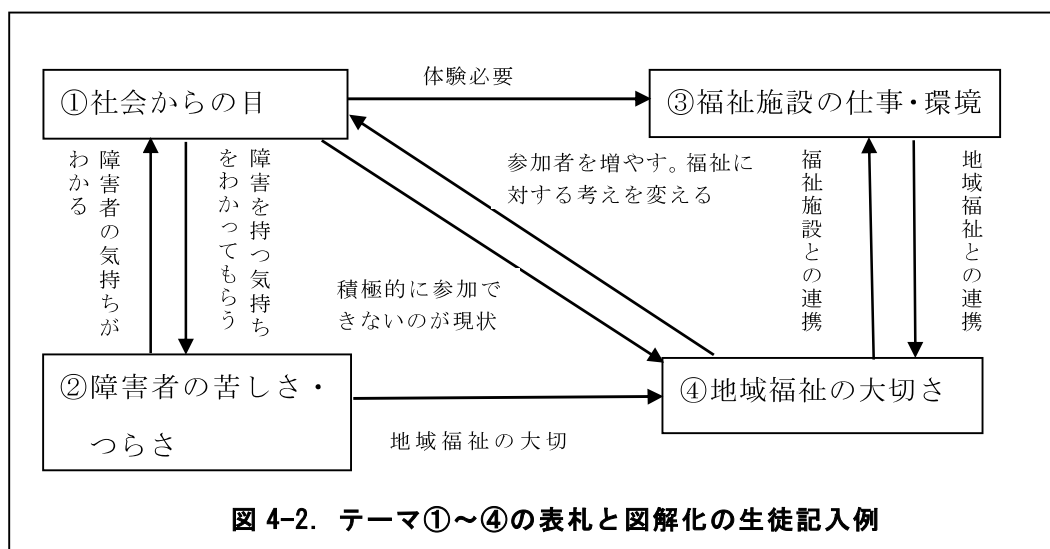 ①社会からの目
体験必要
③福祉施設の仕事・環境
障害者の気持ちが
わかる
障害を持つ気持ち
をわかってもらう
参加者を増やす。福祉に
対する考えを変える
福祉施設との連携
地域福祉との連携
積極的に参加で
きないのが現状
②障害者の苦しさ・
つらさ
④地域福祉の大切さ
地域福祉の大切
図 4-2. テーマ①～④の表札と図解化の生徒記入例